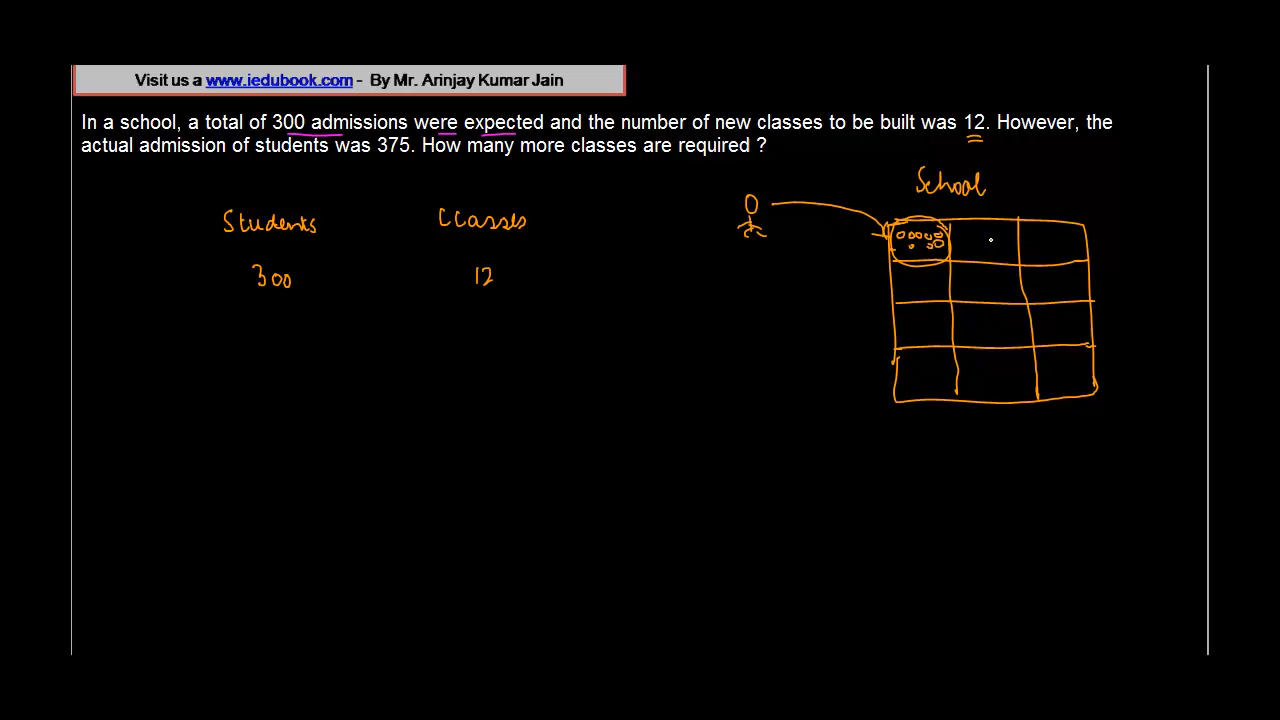 Visit us a www.iedubook.com - By Mr. Arinjay Kumar Jain
In a school, a total of 300 admissions were expected and the number of new classes to be built was 12. However, the
actual admission of students was 375. How many more classes are required ?
School
Students Classes
300 12